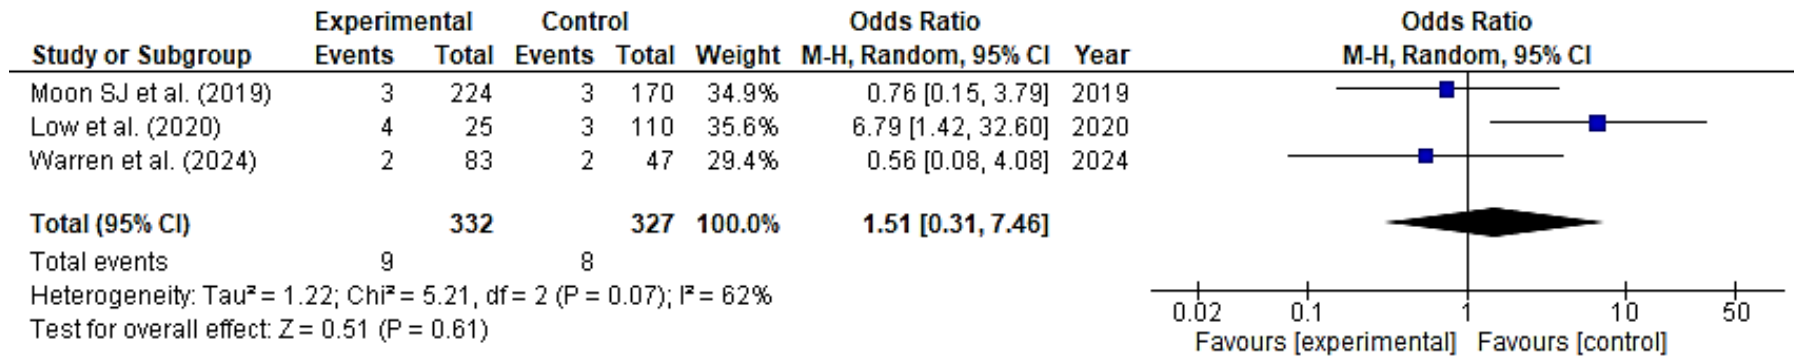 Experimental Control Odds Ratio Odds Ratio
Study or Subgroup Events Total Events Total Weight M-H, Random, 95% CI Year M-H, Random, 95% CI
Moon SJ et al. (2019) 3 224 3 170 34.9% 0.76 [0.15, 3.79] 2019
Low et al. (2020) 4 25 3 110 35.6% 6.79 [1.42, 32.60] 2020
Warren et al. (2024) 2 83 2 47 29.4% 0.56 [0.08, 4.08] 2024
Total (95% CI) 332 327 100.0% 1.51 [0.31, 7.46]
Total events 9 8
Heterogeneity: Tau² = 1.22; Chi² = 5.21, df = 2 (P = 0.07); I² = 62%
Test for overall effect: Z = 0.51 (P = 0.61)
0.02 0.1 1 10 50
Favours [experimental] Favours [control]